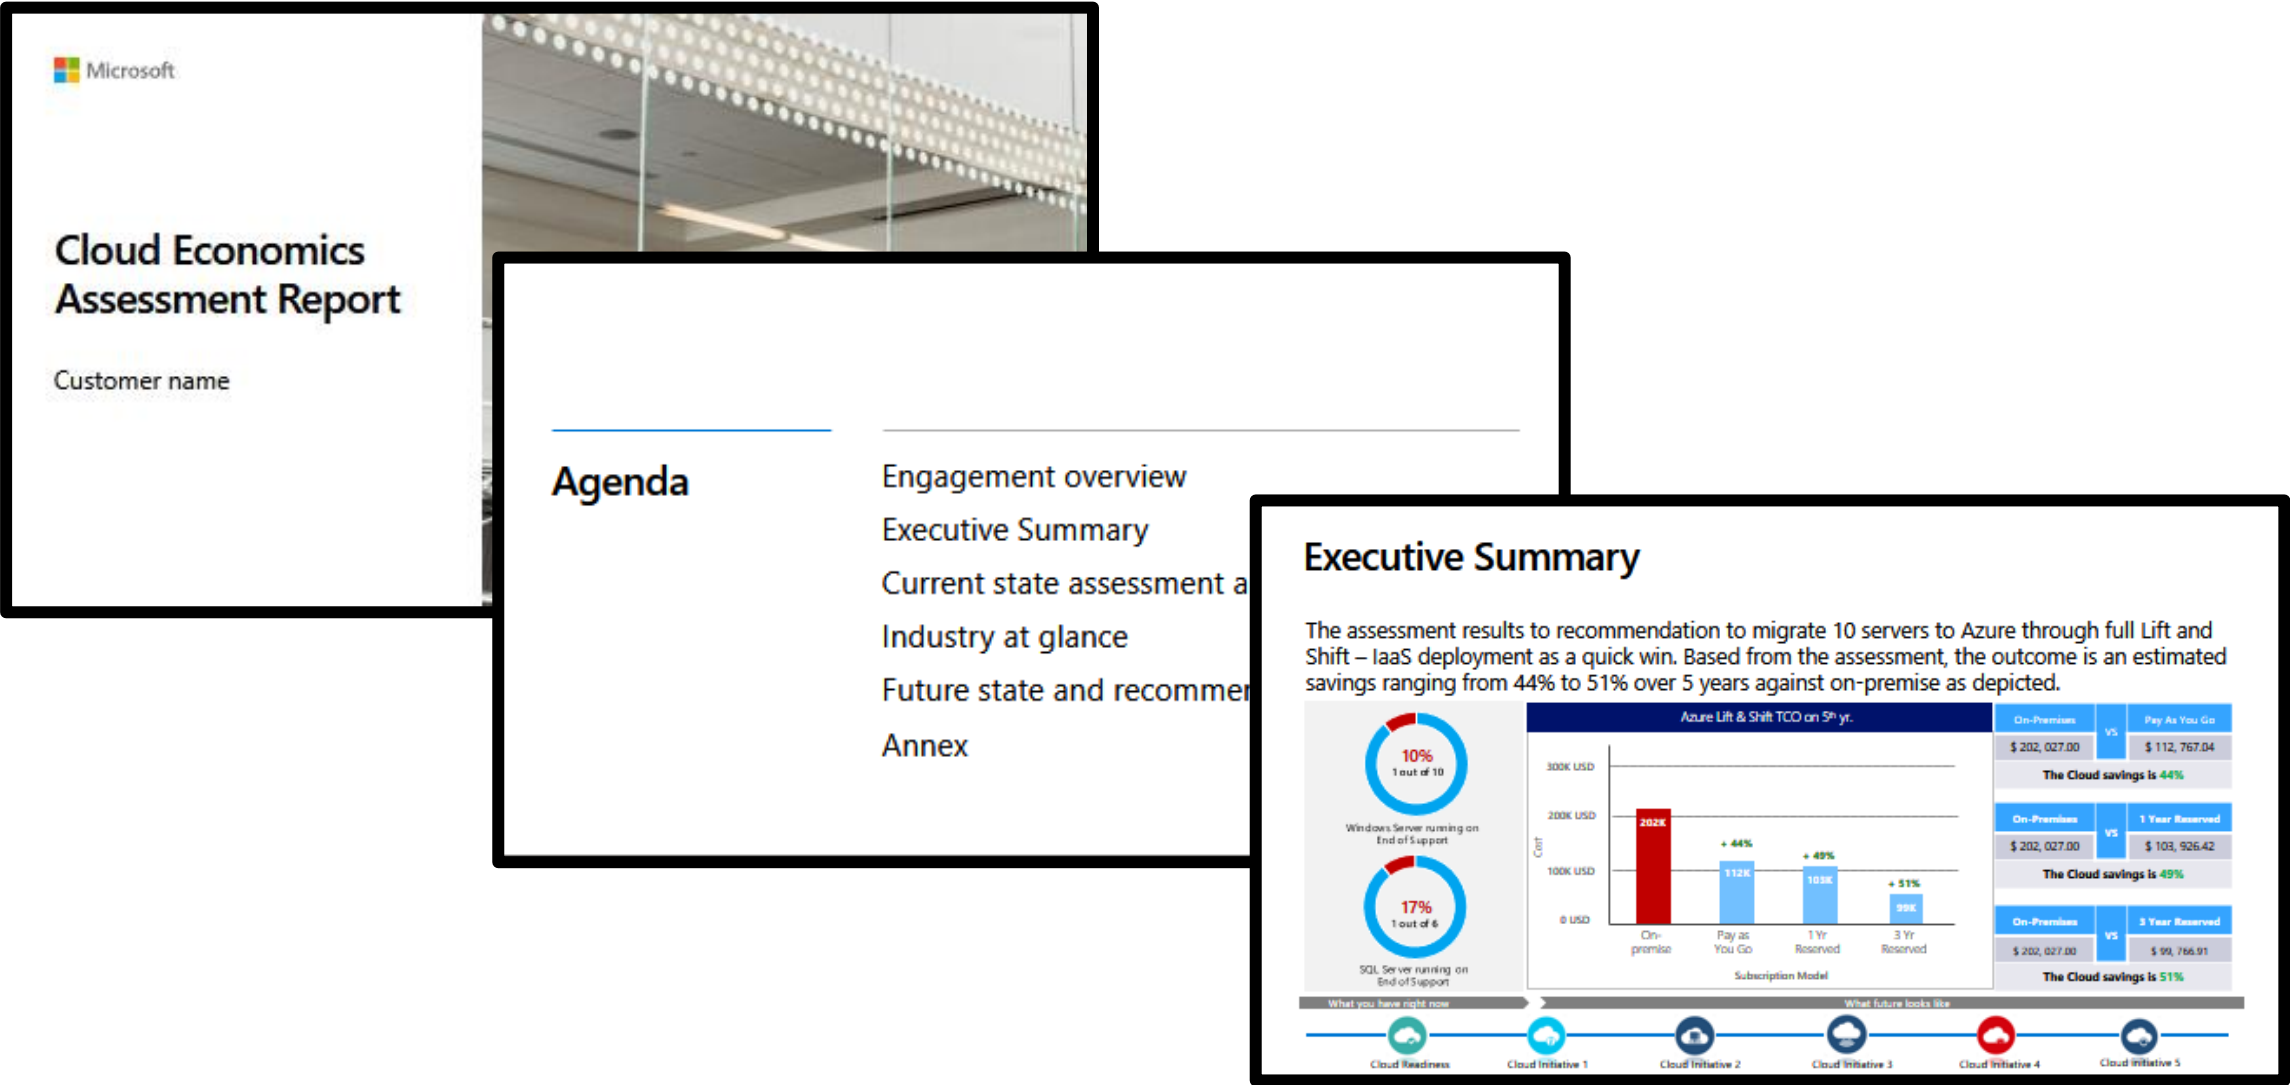 Microsoft
Cloud Economics
Assessment Report
Customer name
Agenda
Engagement overview
Executive Summary
Current state assessment a
Industry at glance
Future state and recommer
Annex
Executive Summary
The assessment results to recommendation to migrate 10 servers to Azure through full Lift and
Shift – IaaS deployment as a quick win. Based from the assessment, the outcome is an estimated
savings ranging from 44% to 51% over 5 years against on-premise as depicted.
10%
1 out of 10
Windows Server running on
End of Support
17%
1 out of 6
SQL Server running on
End of Support
Azure Lift & Shift TCO on 5th yr.
Cost
300K USD
200K USD
100K USD
0 USD
202K
+ 44%
112K
+ 49%
103K
+ 51%
99K
On-
premise
Pay as
You Go
1 Yr
Reserved
3 Yr
Reserved
Subscription Model
On-Premises VS Pay As You Go
$ 202, 027.00 $ 112, 767.04
The Cloud savings is 44%
On-Premises VS 1 Year Reserved
$ 202, 027.00 $ 103, 926.42
The Cloud savings is 49%
On-Premises VS 3 Year Reserved
$ 202, 027.00 $ 99, 766.91
The Cloud savings is 51%
What you have right now
What future looks like
Cloud Readiness
Cloud Initiative 1
Cloud Initiative 2
Cloud Initiative 3
Cloud Initiative 4
Cloud Initiative 5